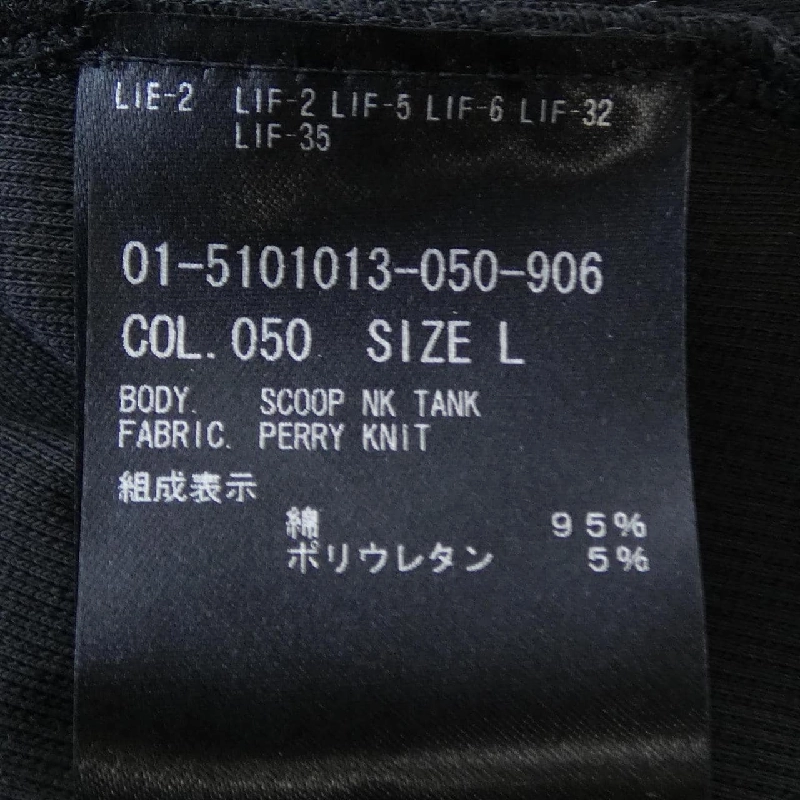 LIE-2 LIF-2 LIF-5 LIF-6 LIF-32
LIF-35
01-5101013-050-906
COL. 050 SIZE L
BODY. SCOOP NK TANK
FABRIC. PERRY KNIT
組成表示
綿 95%
ポリウレタン 5%